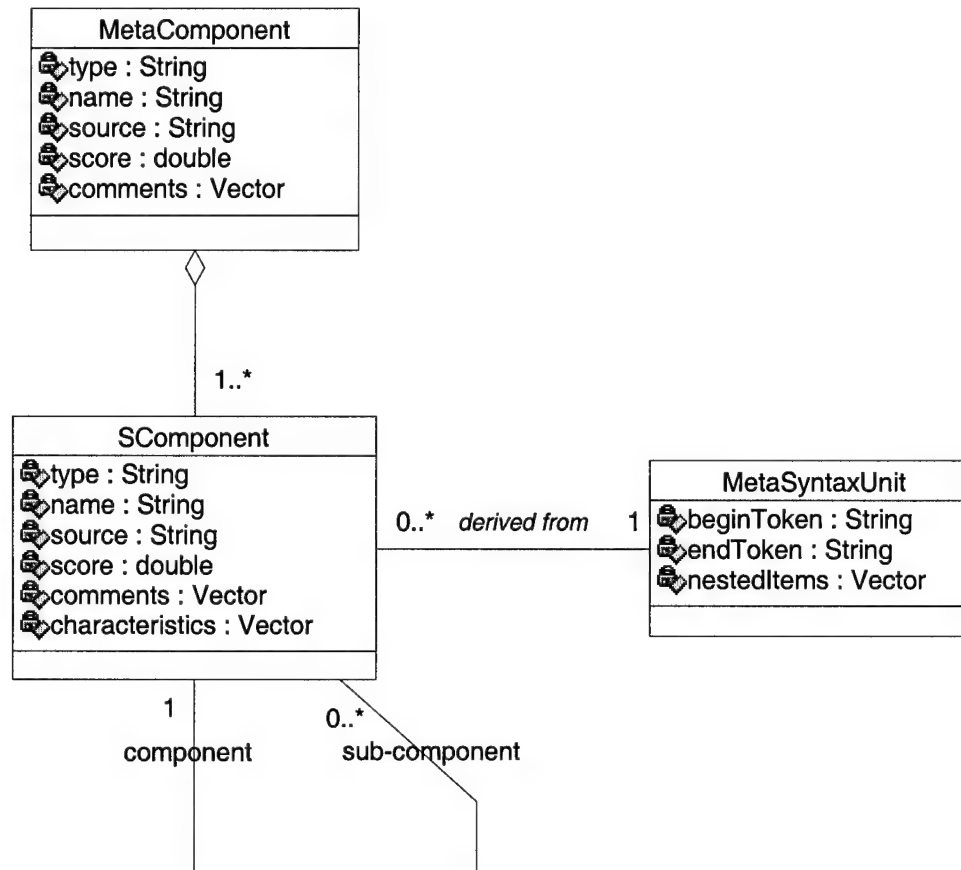 MetaComponent
type : String
name : String
source : String
score : double
comments : Vector
1..*
SComponent
type : String
name : String
source : String
score : double
comments : Vector
characteristics : Vector
0..* derived from 1
MetaSyntaxUnit
beginToken : String
endToken : String
nestedItems : Vector
1
0..*
component
sub-component